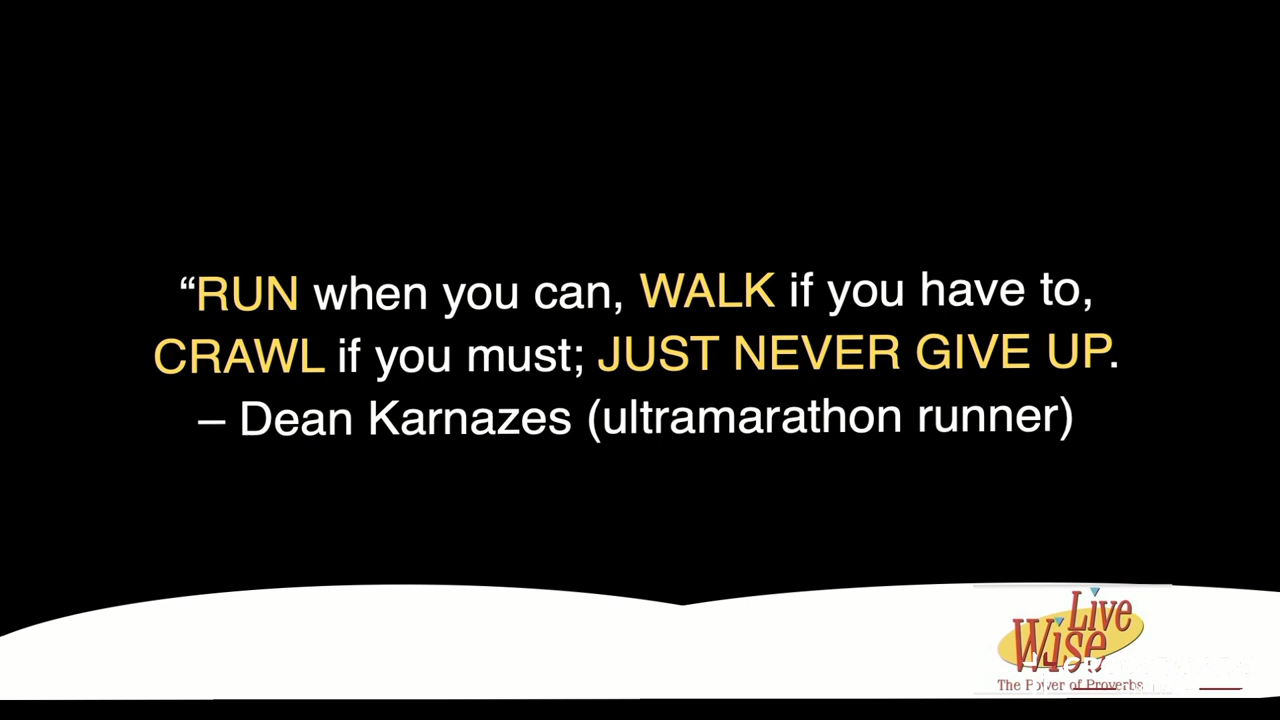 “RUN when you can, WALK if you have to,
CRAWL if you must; JUST NEVER GIVE UP.
– Dean Karnazes (ultramarathon runner)
Live
Wise
The Power of Proverbs